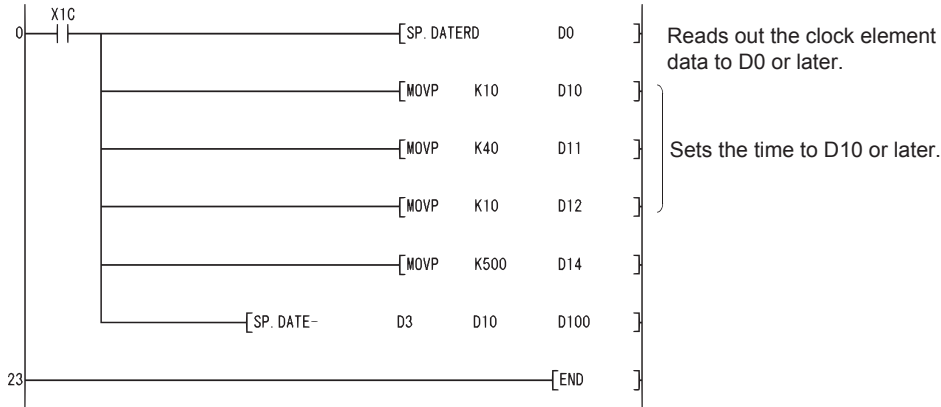 X1C
0 [SP. DATERD D0 ] Reads out the clock element
data to D0 or later.
[MOVP K10 D10 ]
[MOVP K40 D11 ] Sets the time to D10 or later.
[MOVP K10 D12 ]
[MOVP K500 D14 ]
[SP. DATE- D3 D10 D100 ]
23 [END ]